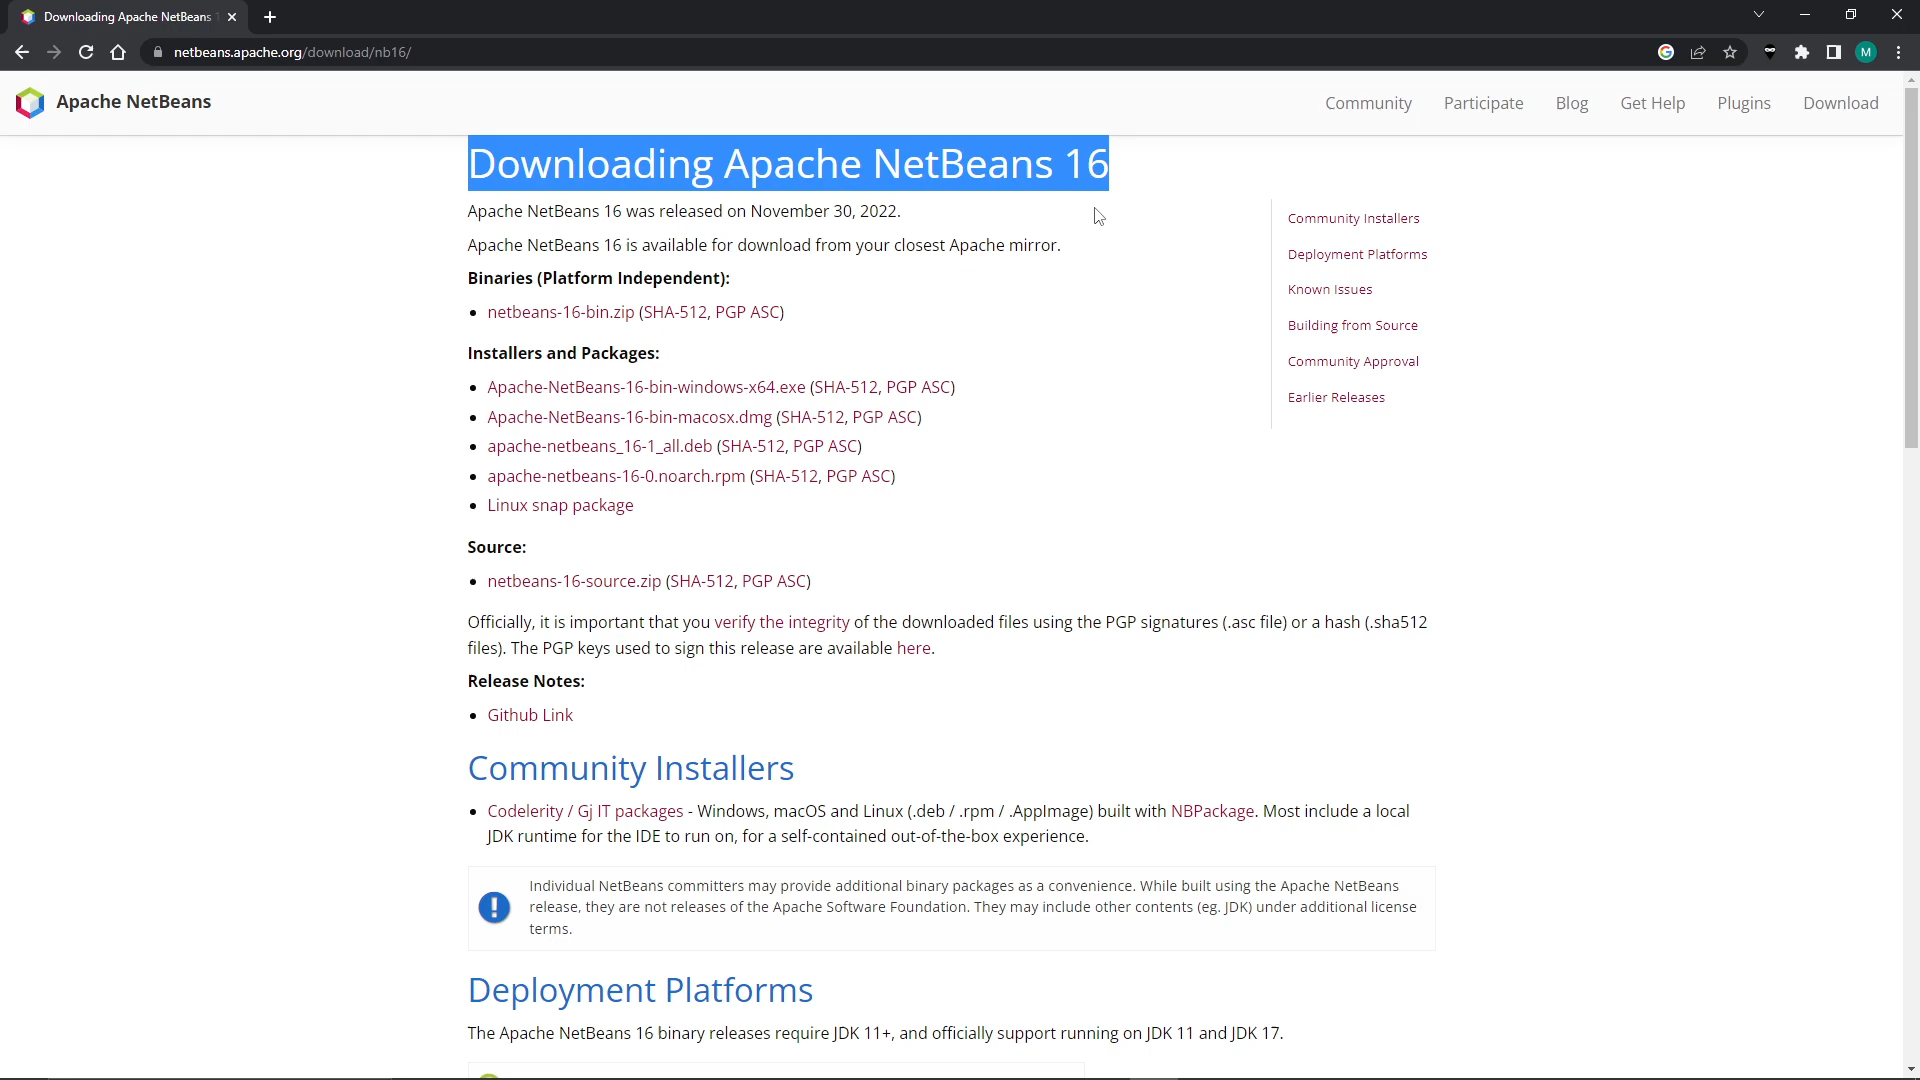 Downloading Apache NetBeans
netbeans.apache.org/download/nb16/
M
Apache NetBeans
Community
Participate
Blog
Get Help
Plugins
Download
Downloading Apache NetBeans 16
Apache NetBeans 16 was released on November 30, 2022.
Apache NetBeans 16 is available for download from your closest Apache mirror.
Binaries (Platform Independent):
netbeans-16-bin.zip (SHA-512, PGP ASC)
Installers and Packages:
Apache-NetBeans-16-bin-windows-x64.exe (SHA-512, PGP ASC)
Apache-NetBeans-16-bin-macosx.dmg (SHA-512, PGP ASC)
apache-netbeans_16-1_all.deb (SHA-512, PGP ASC)
apache-netbeans-16-0.noarch.rpm (SHA-512, PGP ASC)
Linux snap package
Source:
netbeans-16-source.zip (SHA-512, PGP ASC)
Officially, it is important that you verify the integrity of the downloaded files using the PGP signatures (.asc file) or a hash (.sha512
files). The PGP keys used to sign this release are available here.
Release Notes:
Github Link
Community Installers
Codelerity / Gj IT packages - Windows, macOS and Linux (.deb / .rpm / .AppImage) built with NBPackage. Most include a local
JDK runtime for the IDE to run on, for a self-contained out-of-the-box experience.
Individual NetBeans committers may provide additional binary packages as a convenience. While built using the Apache NetBeans
release, they are not releases of the Apache Software Foundation. They may include other contents (eg. JDK) under additional license
terms.
Deployment Platforms
The Apache NetBeans 16 binary releases require JDK 11+, and officially support running on JDK 11 and JDK 17.
Community Installers
Deployment Platforms
Known Issues
Building from Source
Community Approval
Earlier Releases